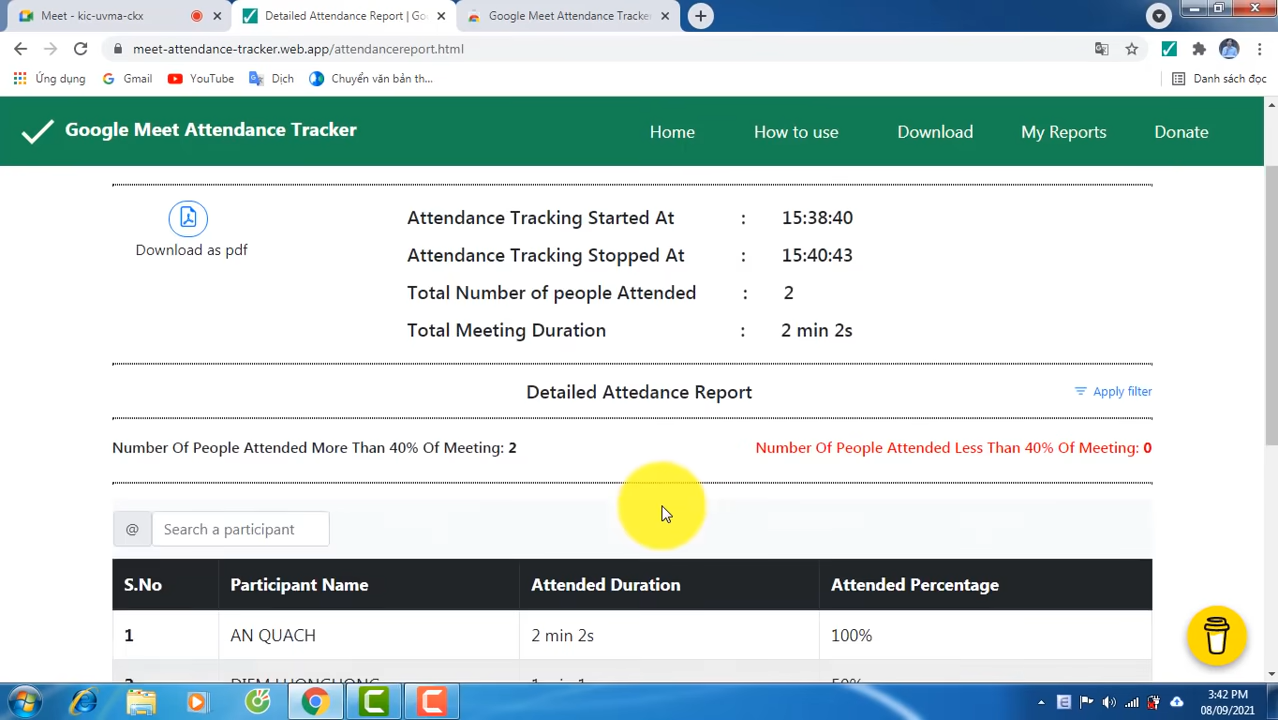 Meet - kic-uvma-ckx
Detailed Attendance Report | Go
Google Meet Attendance Tracker
meet-attendance-tracker.web.app/attendancereport.html
Ứng dụng
Gmail
YouTube
Dịch
Chuyển văn bản th...
Danh sách đọc
Google Meet Attendance Tracker
Home
How to use
Download
My Reports
Donate
Download as pdf
Attendance Tracking Started At : 15:38:40
Attendance Tracking Stopped At : 15:40:43
Total Number of people Attended : 2
Total Meeting Duration : 2 min 2s
Detailed Attedance Report
Apply filter
Number Of People Attended More Than 40% Of Meeting: 2
Number Of People Attended Less Than 40% Of Meeting: 0
@ Search a participant
S.No Participant Name Attended Duration Attended Percentage
1 AN QUACH 2 min 2s 100%
3:42 PM
08/09/2021